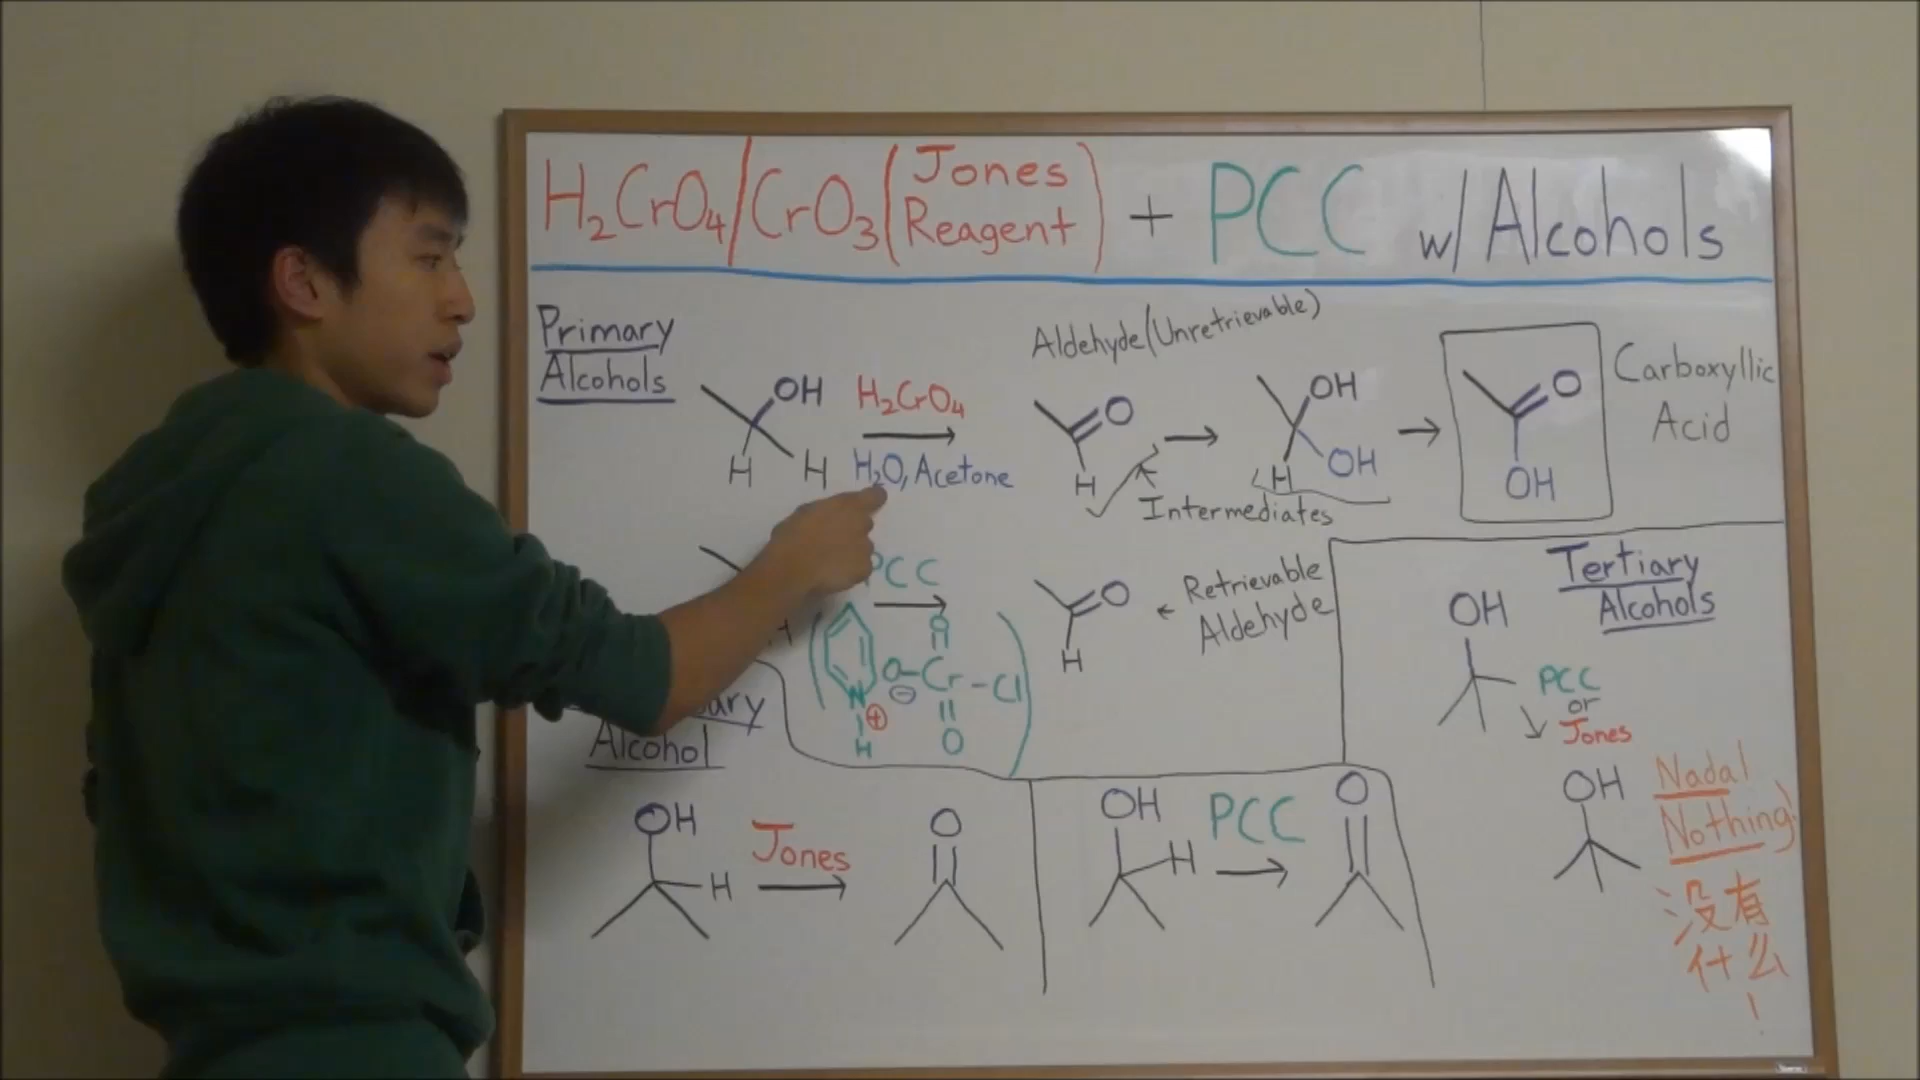 H₂CrO₄/CrO₃(Jones Reagent) + PCC w/Alcohols
Primary
Alcohols
OH
H
H
H₂CrO₄
H₂O, Acetone
Aldehyde (Unretrievable)
O
H
Intermediates
OH
OH
H
O
OH
Carboxyllic
Acid
PCC
H
N
H
⊕
O
⊖
O
Cr
Cl
O
O
H
Retrievable
Aldehyde
Tertiary
Alcohols
OH
PCC
or
Jones
OH
Nada!
Nothing!
没有
什么
!
Alcohol
OH
H
Jones
O
OH
H
PCC
O